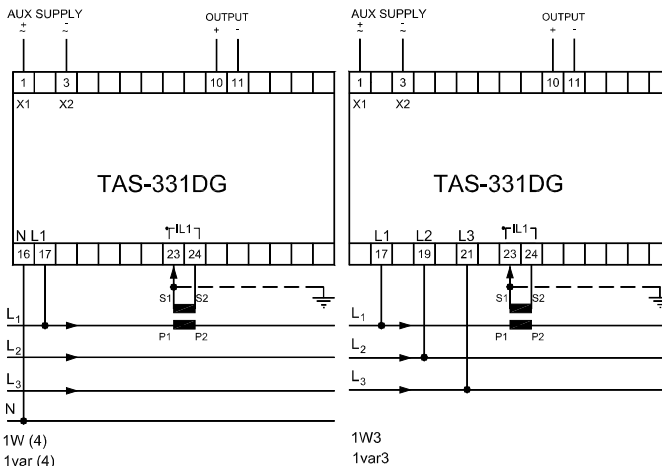 AUX SUPPLY
+
~
-
~
OUTPUT
+
-
1
3
10
11
X1
X2
TAS-331DG
N L1
IL1
16
17
23
24
S1
S2
L1
P1
P2
L2
L3
N
1W (4)
1var (4)
AUX SUPPLY
+
~
-
~
OUTPUT
+
-
1
3
10
11
X1
X2
TAS-331DG
L1
L2
L3
IL1
17
19
21
23
24
S1
S2
L1
P1
P2
L2
L3
1W3
1var3